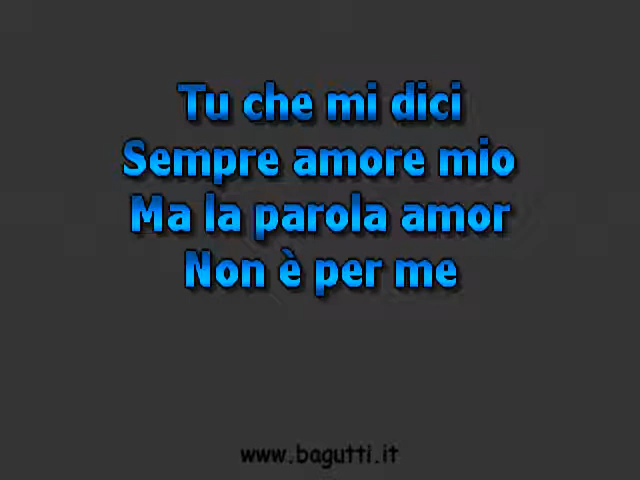 Tu che mi dici
Sempre amore mio
Ma la parola amor
Non è per me
www.bagutti.it